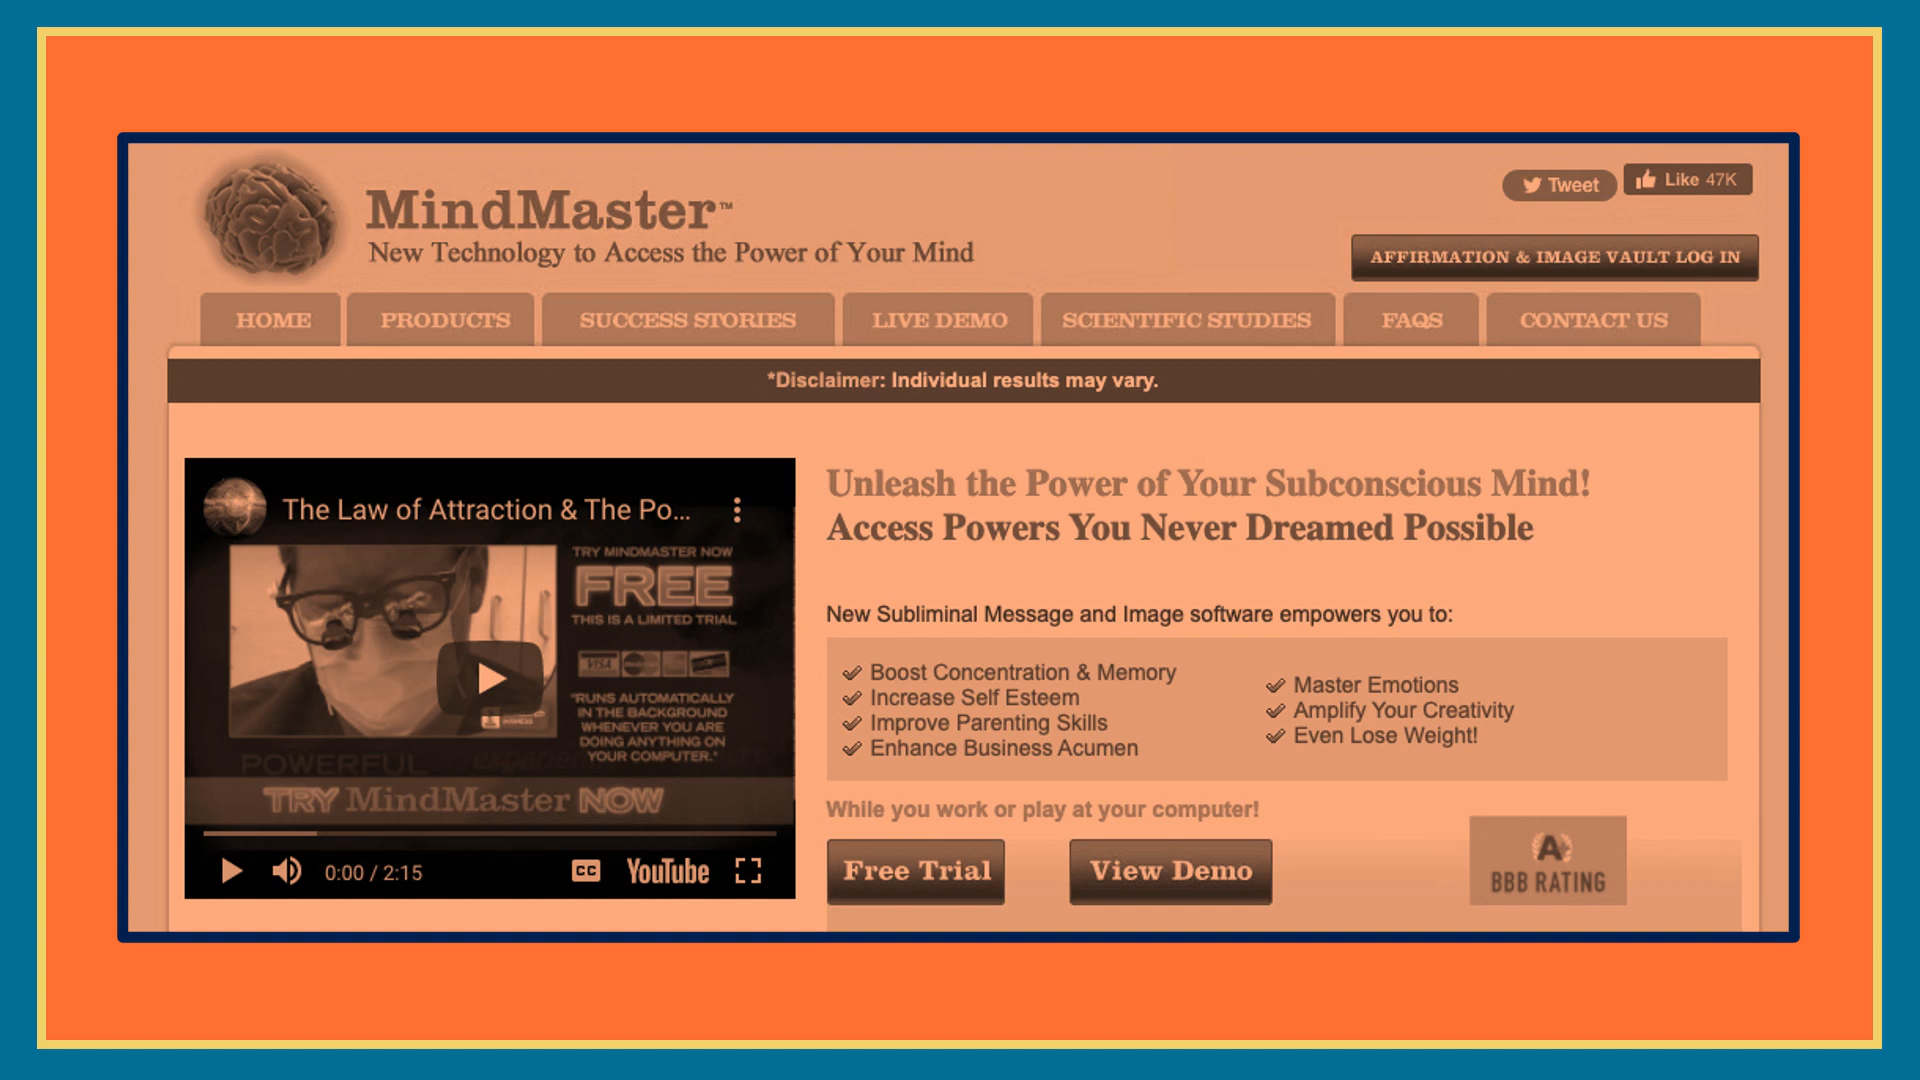 MindMaster™
New Technology to Access the Power of Your Mind
Tweet
Like 47K
AFFIRMATION & IMAGE VAULT LOG IN
HOME
PRODUCTS
SUCCESS STORIES
LIVE DEMO
SCIENTIFIC STUDIES
FAQS
CONTACT US
*Disclaimer: Individual results may vary.
The Law of Attraction & The Po...
TRY MINDMASTER NOW
FREE
THIS IS A LIMITED TRIAL
VISA
"RUNS AUTOMATICALLY
IN THE BACKGROUND
WHENEVER YOU ARE
DOING ANYTHING ON
YOUR COMPUTER."
POWERFUL
TRY MindMaster NOW
0:00 / 2:15
CC
YouTube
Unleash the Power of Your Subconscious Mind!
Access Powers You Never Dreamed Possible
New Subliminal Message and Image software empowers you to:
Boost Concentration & Memory
Increase Self Esteem
Improve Parenting Skills
Enhance Business Acumen
Master Emotions
Amplify Your Creativity
Even Lose Weight!
While you work or play at your computer!
Free Trial
View Demo
A+
BBB RATING